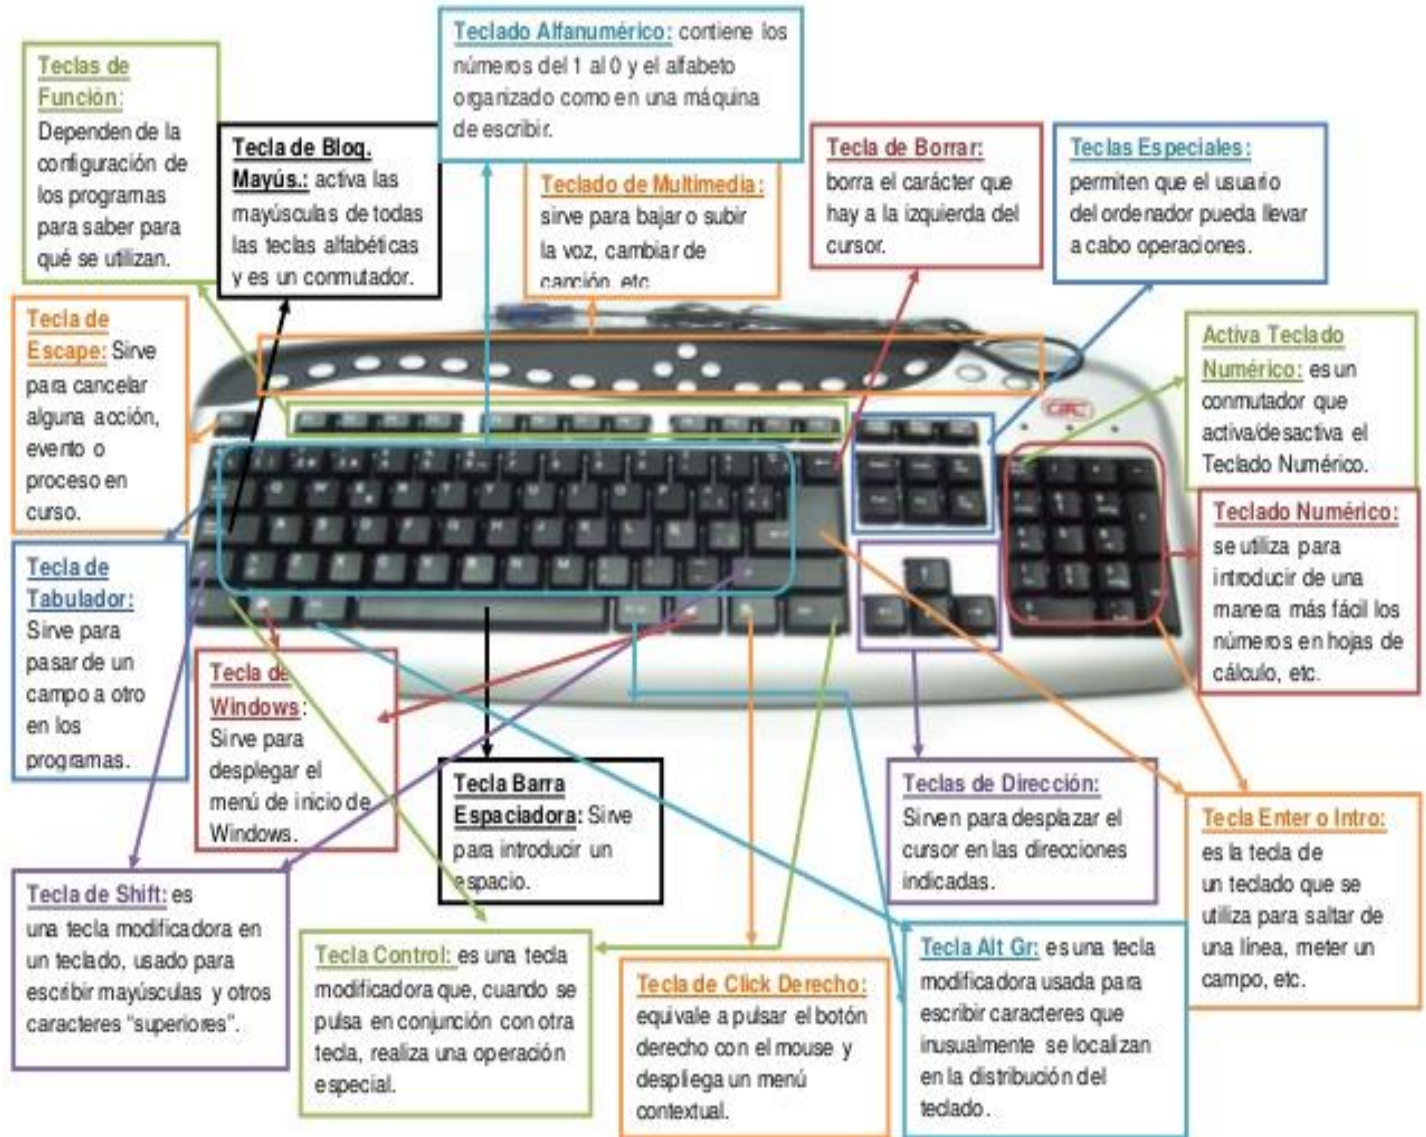 Teclas de
Función:
Dependen de la
configuración de
los programas
para saber para
qué se utilizan.
Tecla de Bloq.
Mayús.: activa las
mayúsculas de todas
las teclas alfabéticas
y es un conmutador.
Teclado Alfanumérico: contiene los
números del 1 al 0 y el alfabeto
organizado como en una máquina
de escribir.
Teclado de Multimedia:
sirve para bajar o subir
la voz, cambiar de
canción, etc
Tecla de Borrar:
borra el carácter que
hay a la izquierda del
cursor.
Teclas Especiales:
permiten que el usuario
del ordenador pueda llevar
a cabo operaciones.
Tecla de
Escape: Sirve
para cancelar
alguna acción,
evento o
proceso en
curso.
Activa Teclado
Numérico: es un
conmutador que
activa/desactiva el
Teclado Numérico.
Teclado Numérico:
se utiliza para
introducir de una
manera más fácil los
números en hojas de
cálculo, etc.
Tecla de
Tabulador:
Sirve para
pasar de un
campo a otro
en los
programas.
Tecla de
Windows:
Sirve para
desplegar el
menú de inicio de
Windows.
Tecla Barra
Espaciadora: Sirve
para introducir un
espacio.
Teclas de Dirección:
Sirven para desplazar el
cursor en las direcciones
indicadas.
Tecla Enter o Intro:
es la tecla de
un teclado que se
utiliza para saltar de
una línea, meter un
campo, etc.
Tecla de Shift: es
una tecla modificadora en
un teclado, usado para
escribir mayúsculas y otros
caracteres "superiores".
Tecla Control: es una tecla
modificadora que, cuando se
pulsa en conjunción con otra
tecla, realiza una operación
especial.
Tecla de Click Derecho:
equivale a pulsar el botón
derecho con el mouse y
despliega un menú
contextual.
Tecla Alt Gr: es una tecla
modificadora usada para
escribir caracteres que
inusualmente se localizan
en la distribución del
teclado.